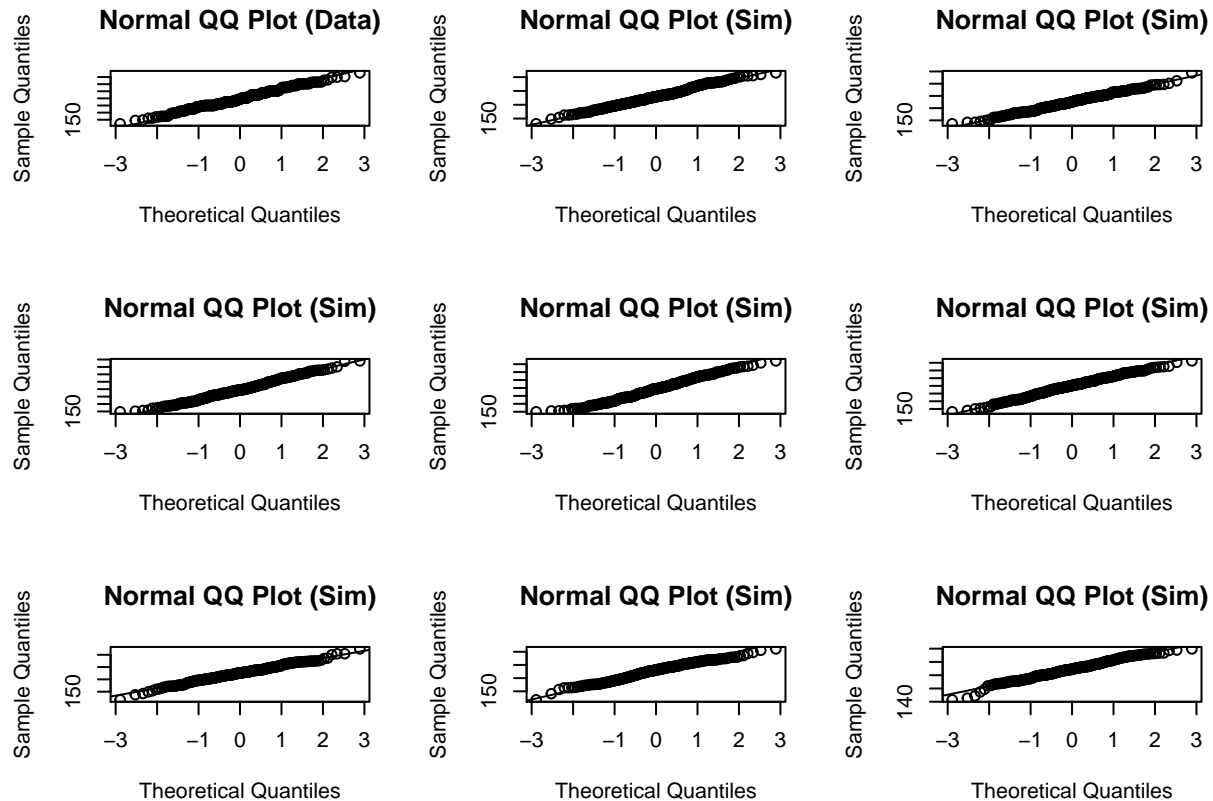 Normal QQ Plot (Data)
Sample Quantiles
150
−3 −1 0 1 2 3
Theoretical Quantiles
Normal QQ Plot (Sim)
Sample Quantiles
150
−3 −1 0 1 2 3
Theoretical Quantiles
Normal QQ Plot (Sim)
Sample Quantiles
150
−3 −1 0 1 2 3
Theoretical Quantiles
Normal QQ Plot (Sim)
Sample Quantiles
150
−3 −1 0 1 2 3
Theoretical Quantiles
Normal QQ Plot (Sim)
Sample Quantiles
150
−3 −1 0 1 2 3
Theoretical Quantiles
Normal QQ Plot (Sim)
Sample Quantiles
150
−3 −1 0 1 2 3
Theoretical Quantiles
Normal QQ Plot (Sim)
Sample Quantiles
150
−3 −1 0 1 2 3
Theoretical Quantiles
Normal QQ Plot (Sim)
Sample Quantiles
150
−3 −1 0 1 2 3
Theoretical Quantiles
Normal QQ Plot (Sim)
Sample Quantiles
140
−3 −1 0 1 2 3
Theoretical Quantiles